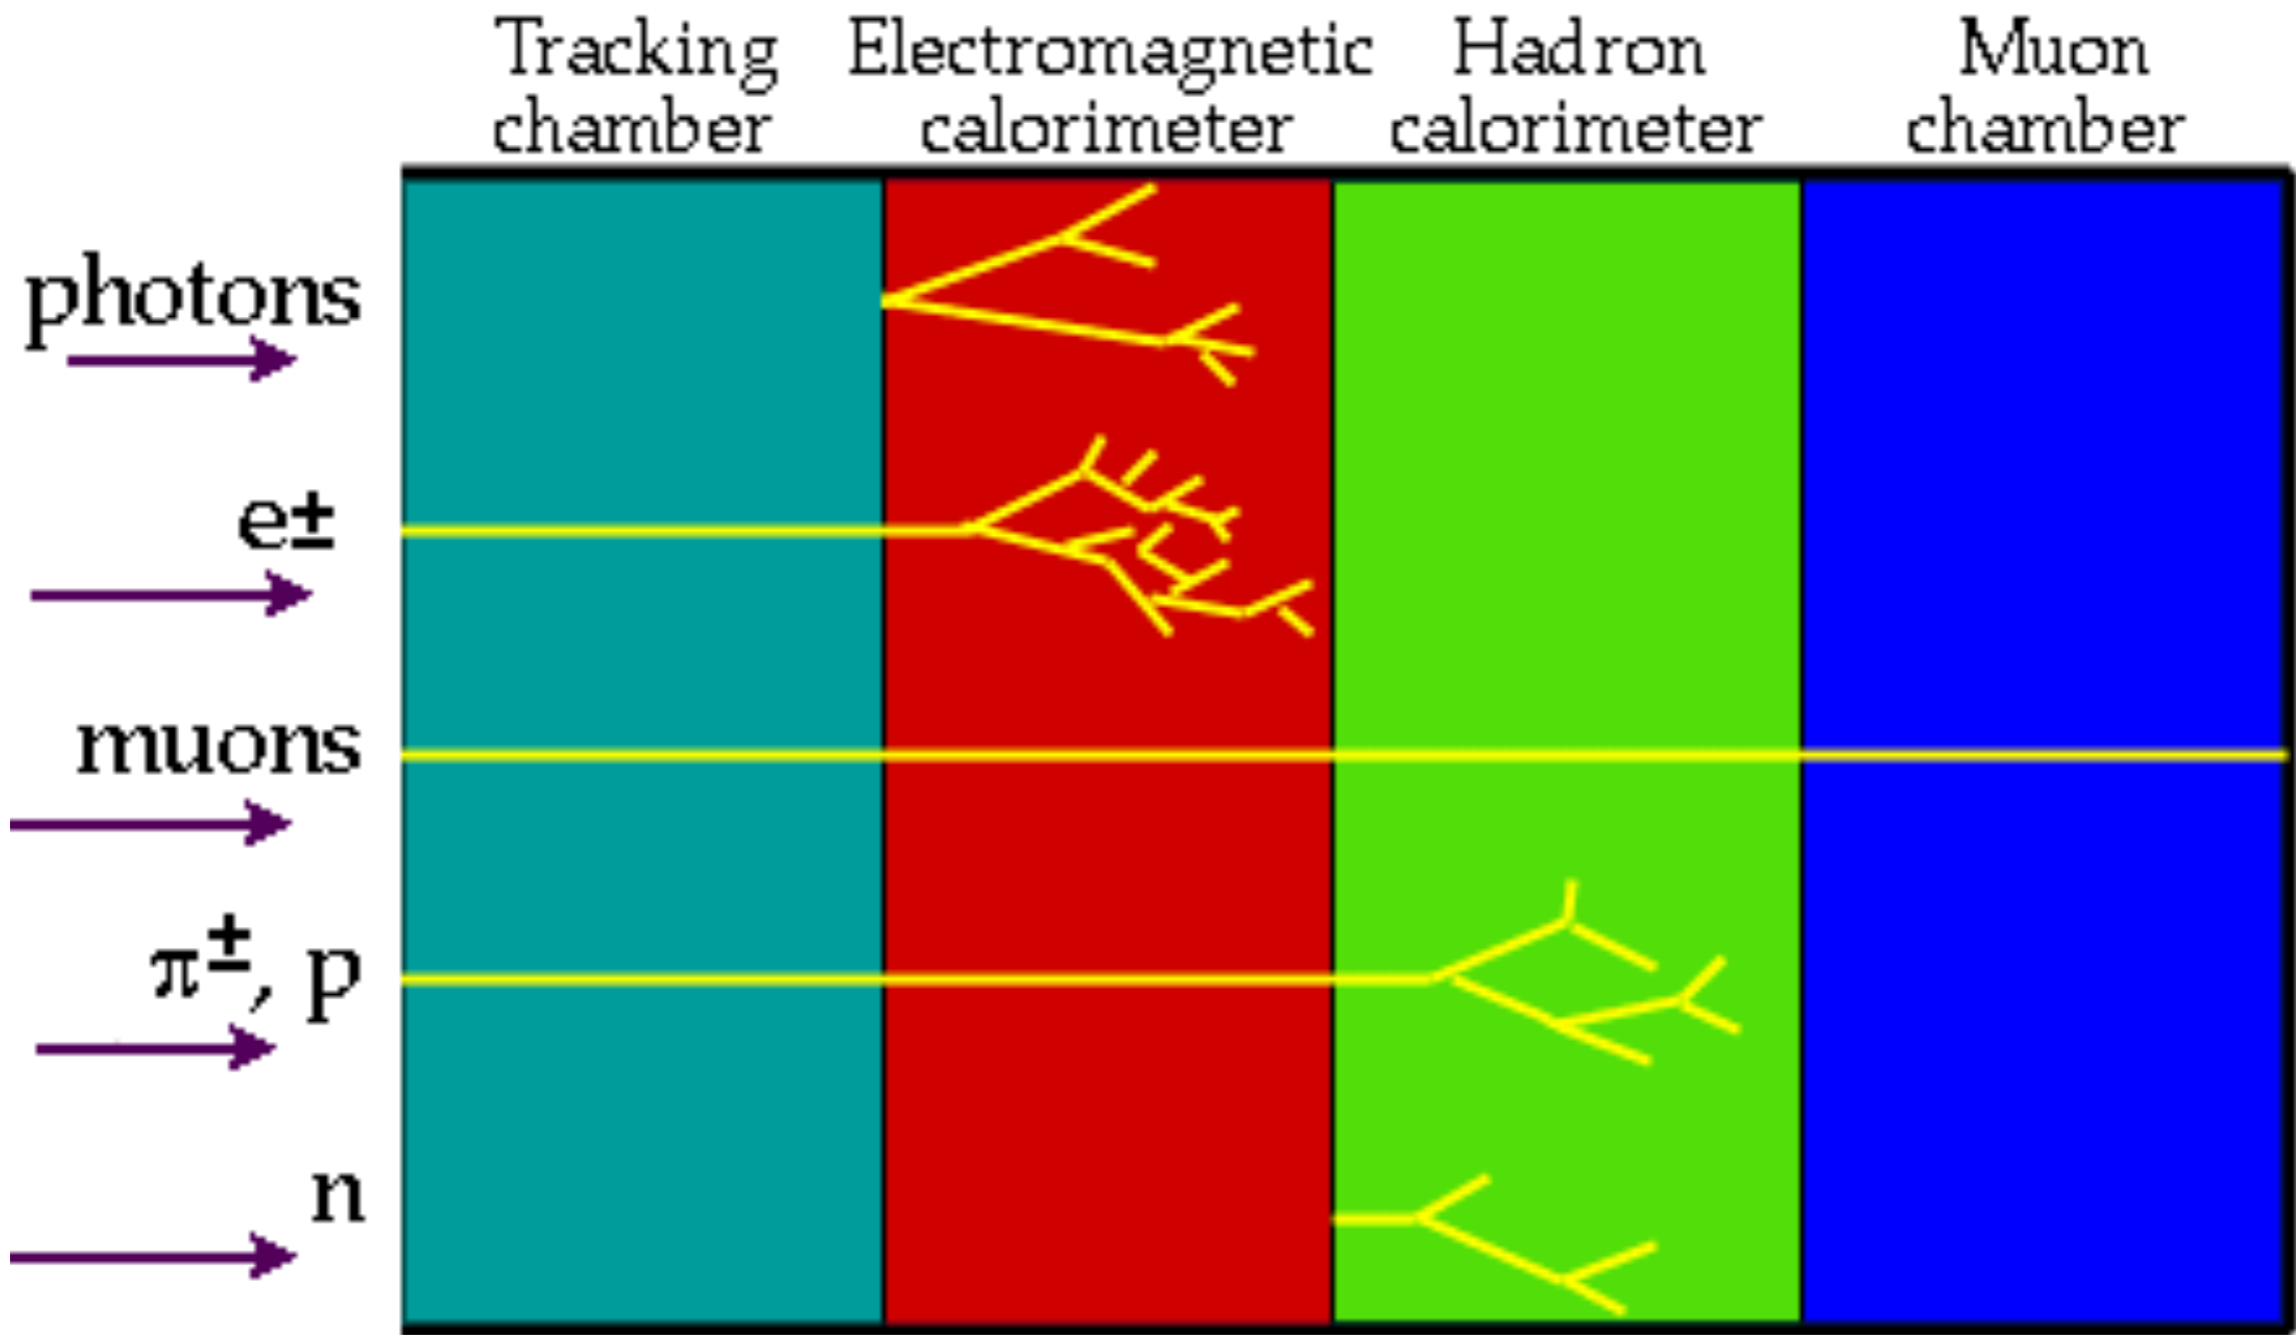 Tracking Electromagnetic Hadron Muon
chamber calorimeter calorimeter chamber
photons
e±
muons
π±, p
n